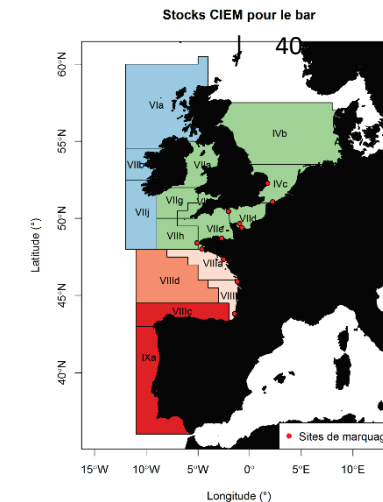 Stocks CIEM pour le bar
40
60°N
VIa
IVb
55°N
VIIb
VIIa
VIIg
IVc
VIIj
50°N
VIId
VIIe
VIIh
VIIIa
VIIId
VIII
45°N
VIIIc
IXa
40°N
Latitude (°)
Sites de marquag
15°W 10°W 5°W 0° 5°E 10°E
Longitude (°)